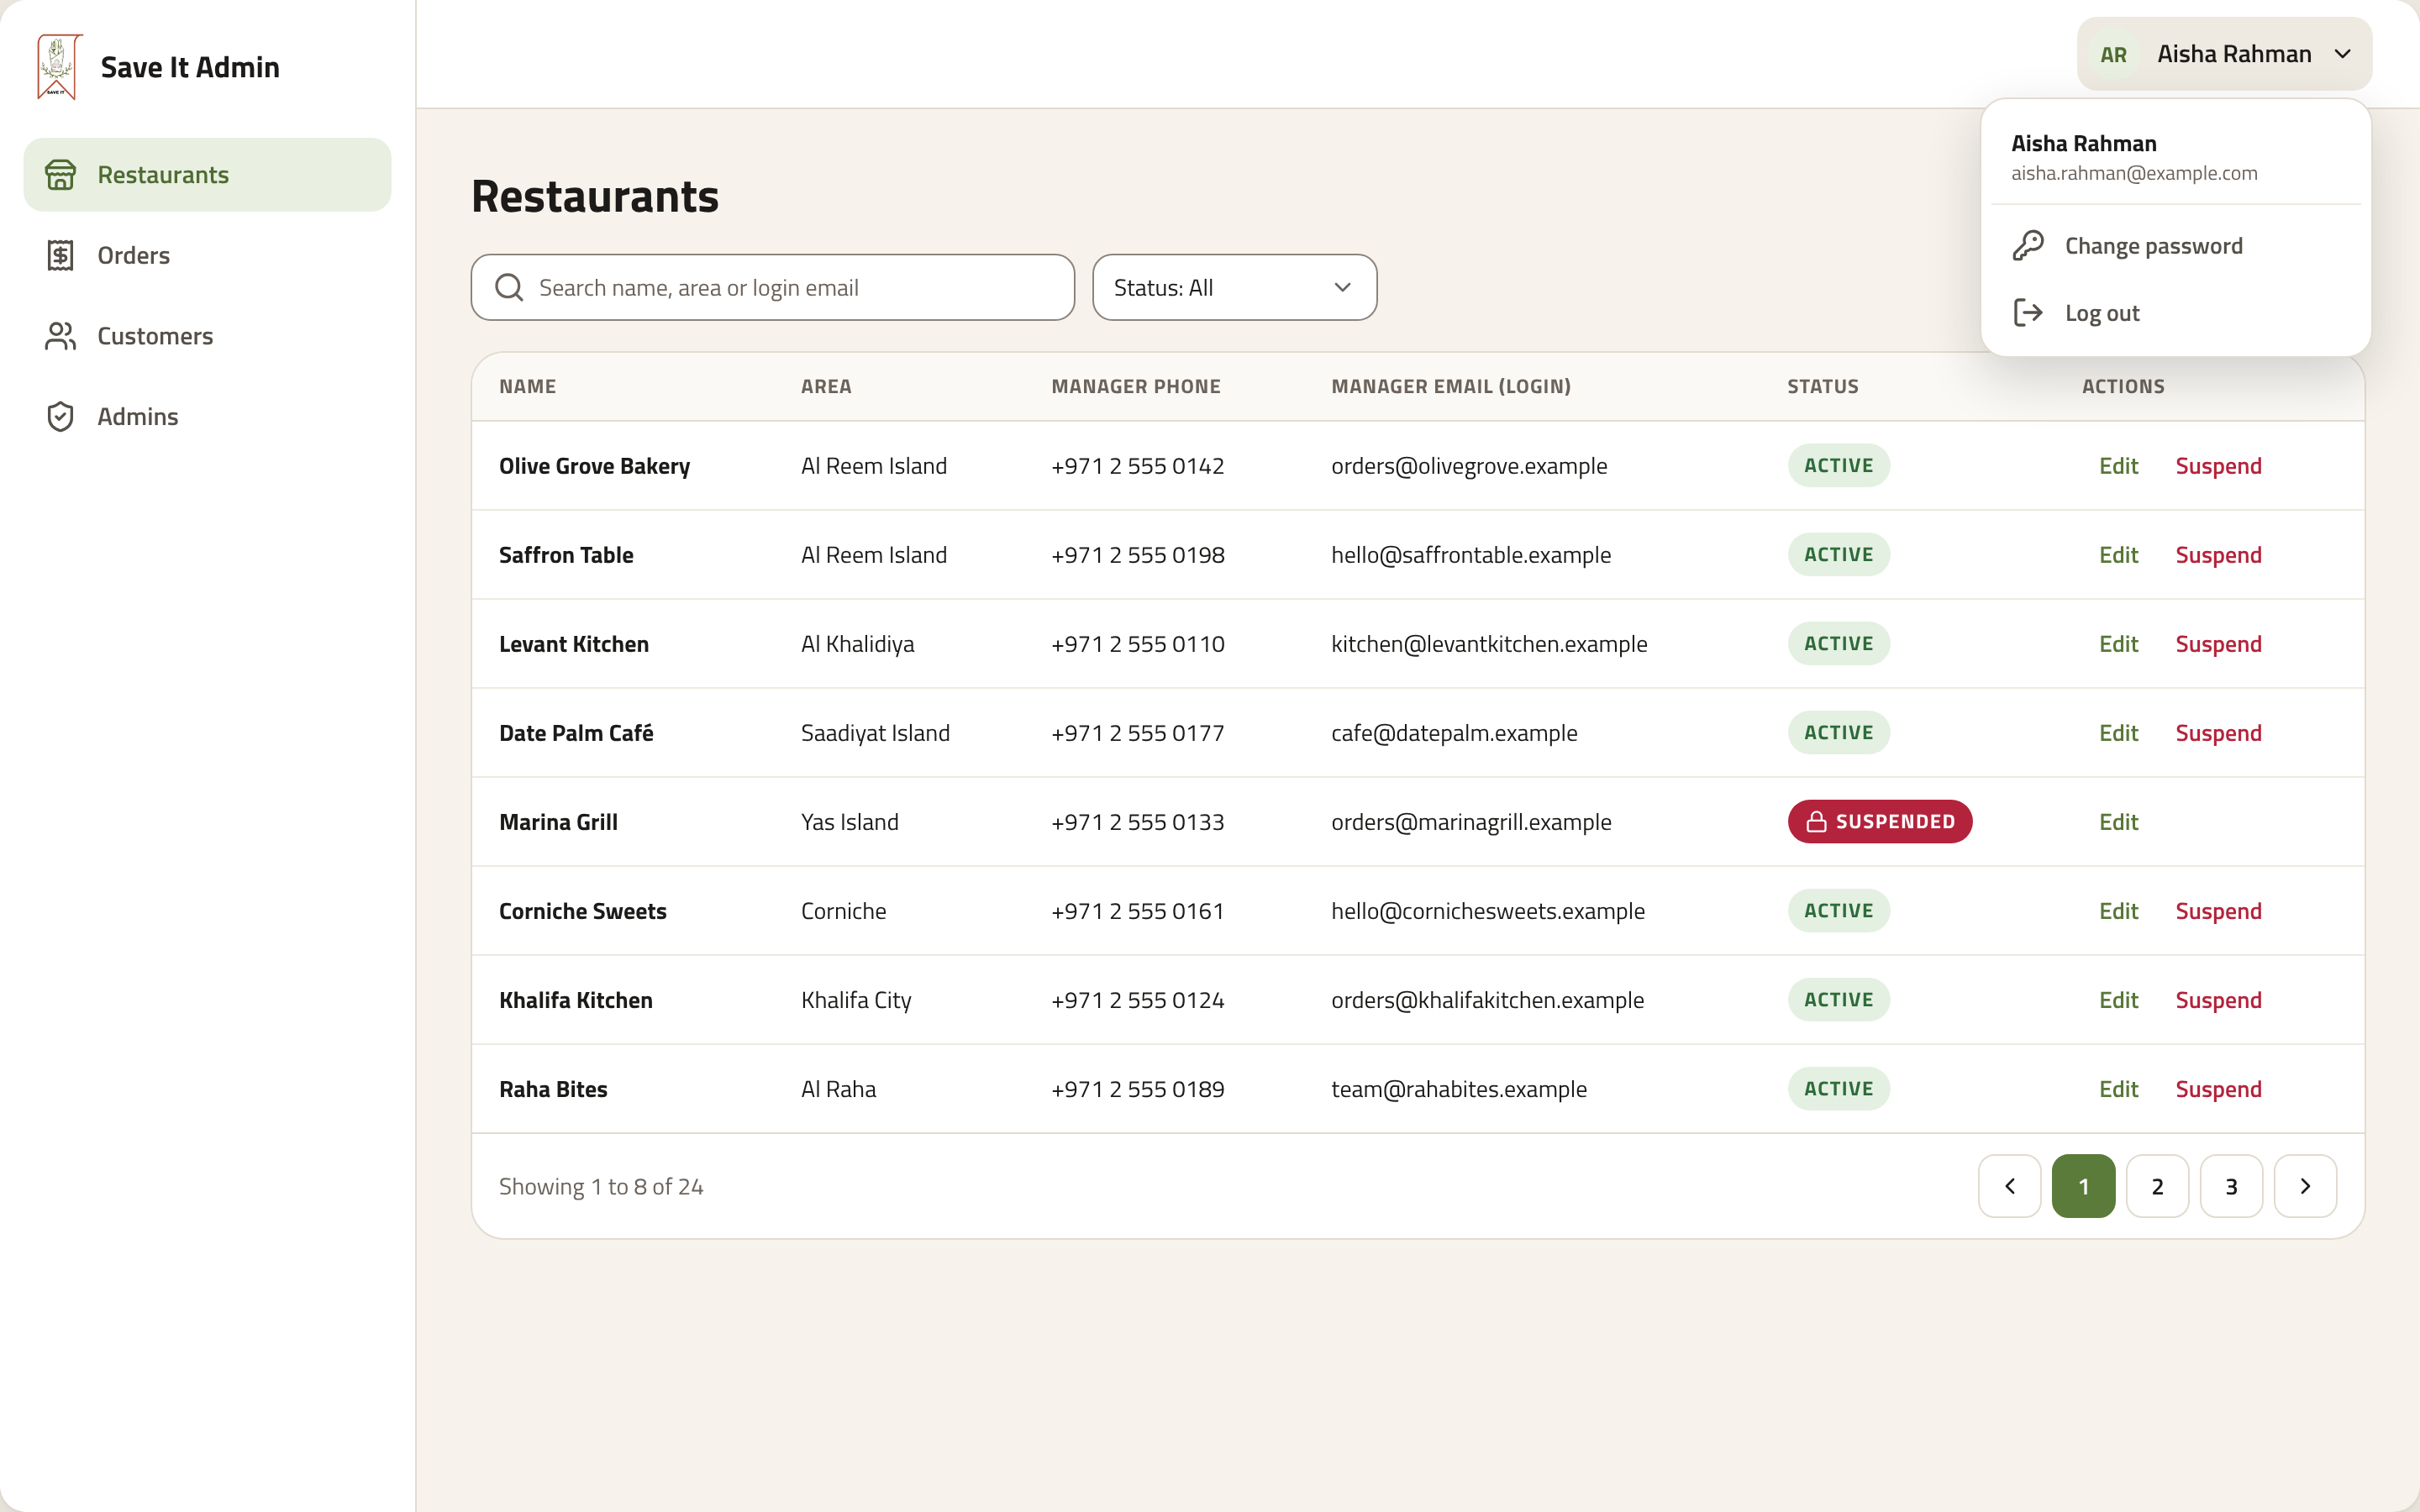 SAVE IT
Save It Admin
Restaurants
Orders
Customers
Admins
AR Aisha Rahman
Aisha Rahman
aisha.rahman@example.com
Change password
Log out
Restaurants
Search name, area or login email
Status: All
NAME AREA MANAGER PHONE MANAGER EMAIL (LOGIN) STATUS ACTIONS
Olive Grove Bakery Al Reem Island +971 2 555 0142 orders@olivegrove.example ACTIVE Edit Suspend
Saffron Table Al Reem Island +971 2 555 0198 hello@saffrontable.example ACTIVE Edit Suspend
Levant Kitchen Al Khalidiya +971 2 555 0110 kitchen@levantkitchen.example ACTIVE Edit Suspend
Date Palm Café Saadiyat Island +971 2 555 0177 cafe@datepalm.example ACTIVE Edit Suspend
Marina Grill Yas Island +971 2 555 0133 orders@marinagrill.example SUSPENDED Edit
Corniche Sweets Corniche +971 2 555 0161 hello@cornichesweets.example ACTIVE Edit Suspend
Khalifa Kitchen Khalifa City +971 2 555 0124 orders@khalifakitchen.example ACTIVE Edit Suspend
Raha Bites Al Raha +971 2 555 0189 team@rahabites.example ACTIVE Edit Suspend
Showing 1 to 8 of 24
1 2 3